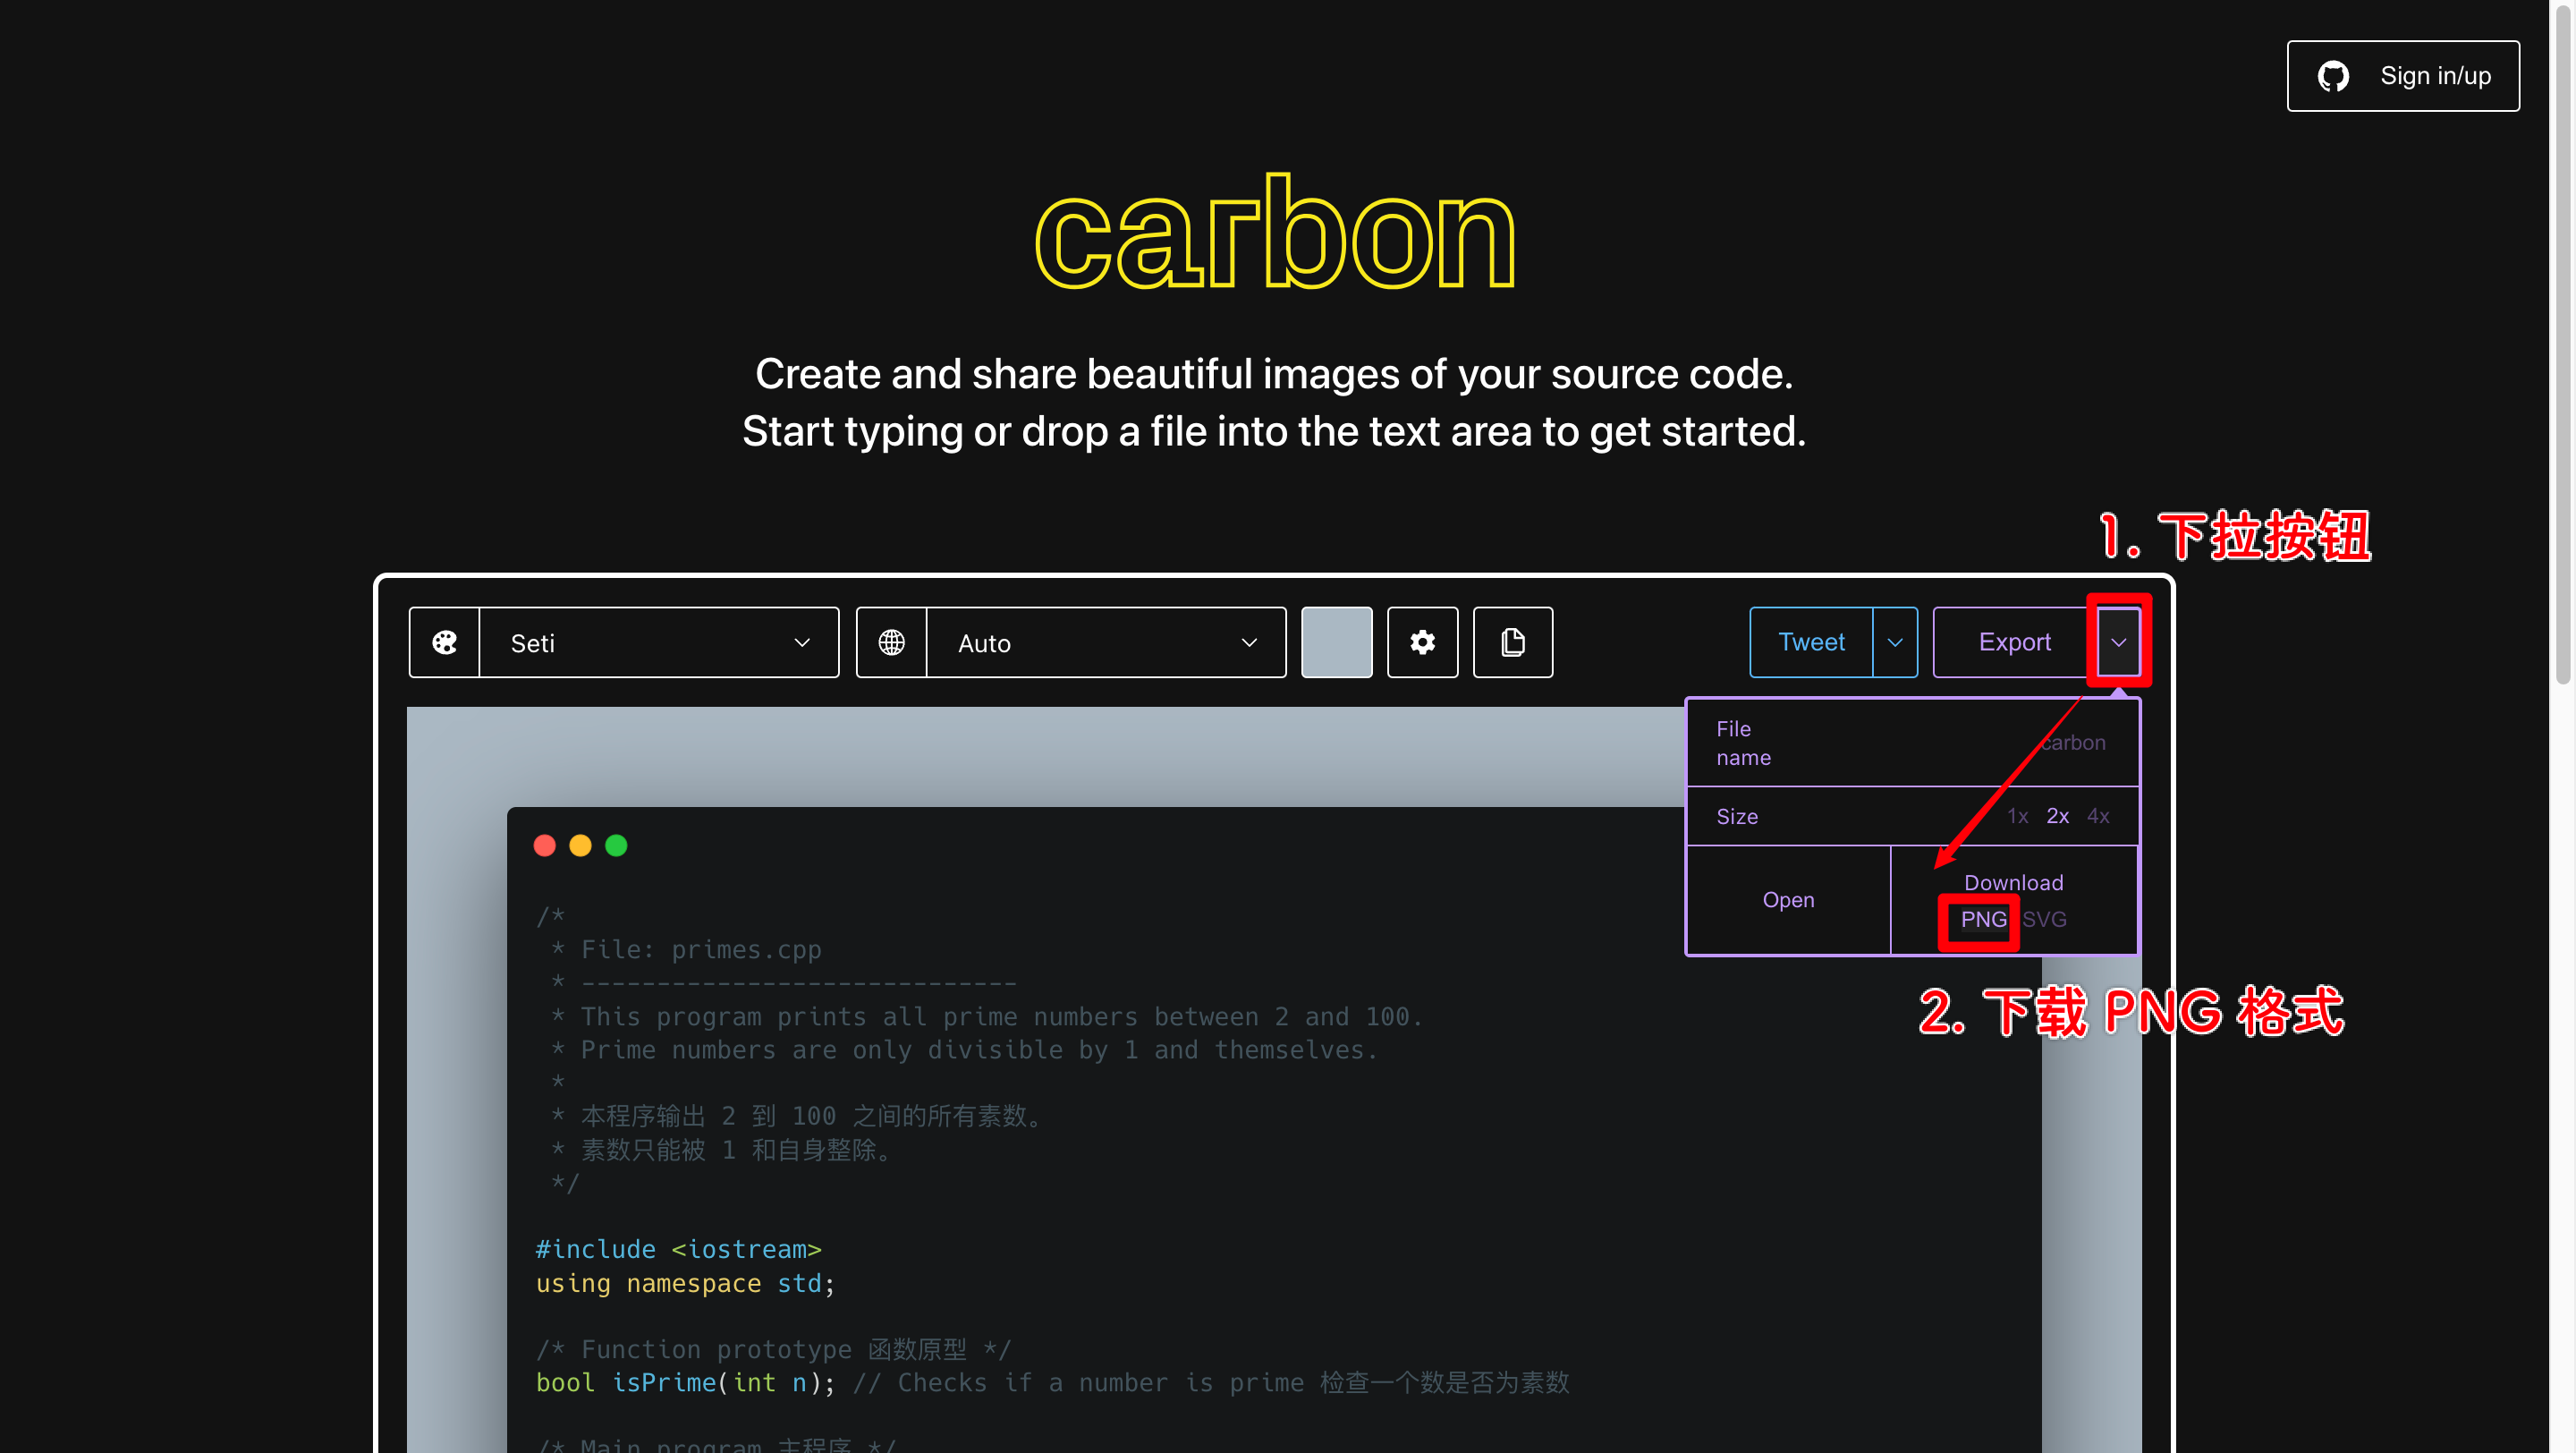 Sign in/up
carbon
Create and share beautiful images of your source code.
Start typing or drop a file into the text area to get started.
1. 下拉按钮
Seti
Auto
Tweet
Export
File
name
carbon
Size
1x 2x 4x
Open
Download
PNG SVG
2. 下载 PNG 格式
/*
* File: primes.cpp
* -----------------------------
* This program prints all prime numbers between 2 and 100.
* Prime numbers are only divisible by 1 and themselves.
*
* 本程序输出 2 到 100 之间的所有素数。
* 素数只能被 1 和自身整除。
*/
#include <iostream>
using namespace std;
/* Function prototype 函数原型 */
bool isPrime(int n); // Checks if a number is prime 检查一个数是否为素数
/* Main program 主程序 */